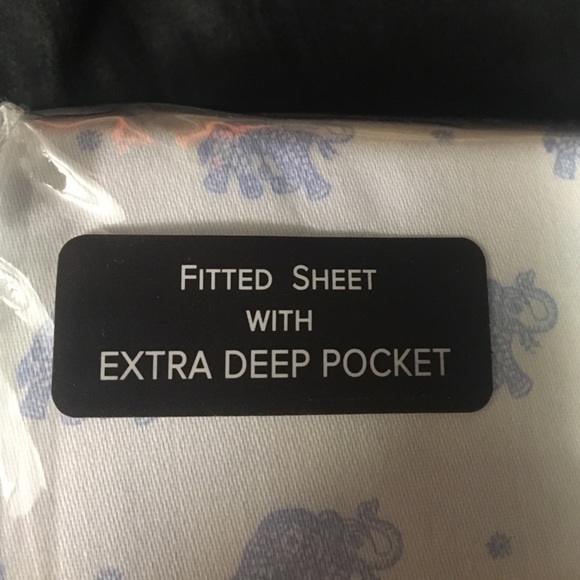 Fitted Sheet
with
EXTRA DEEP POCKET